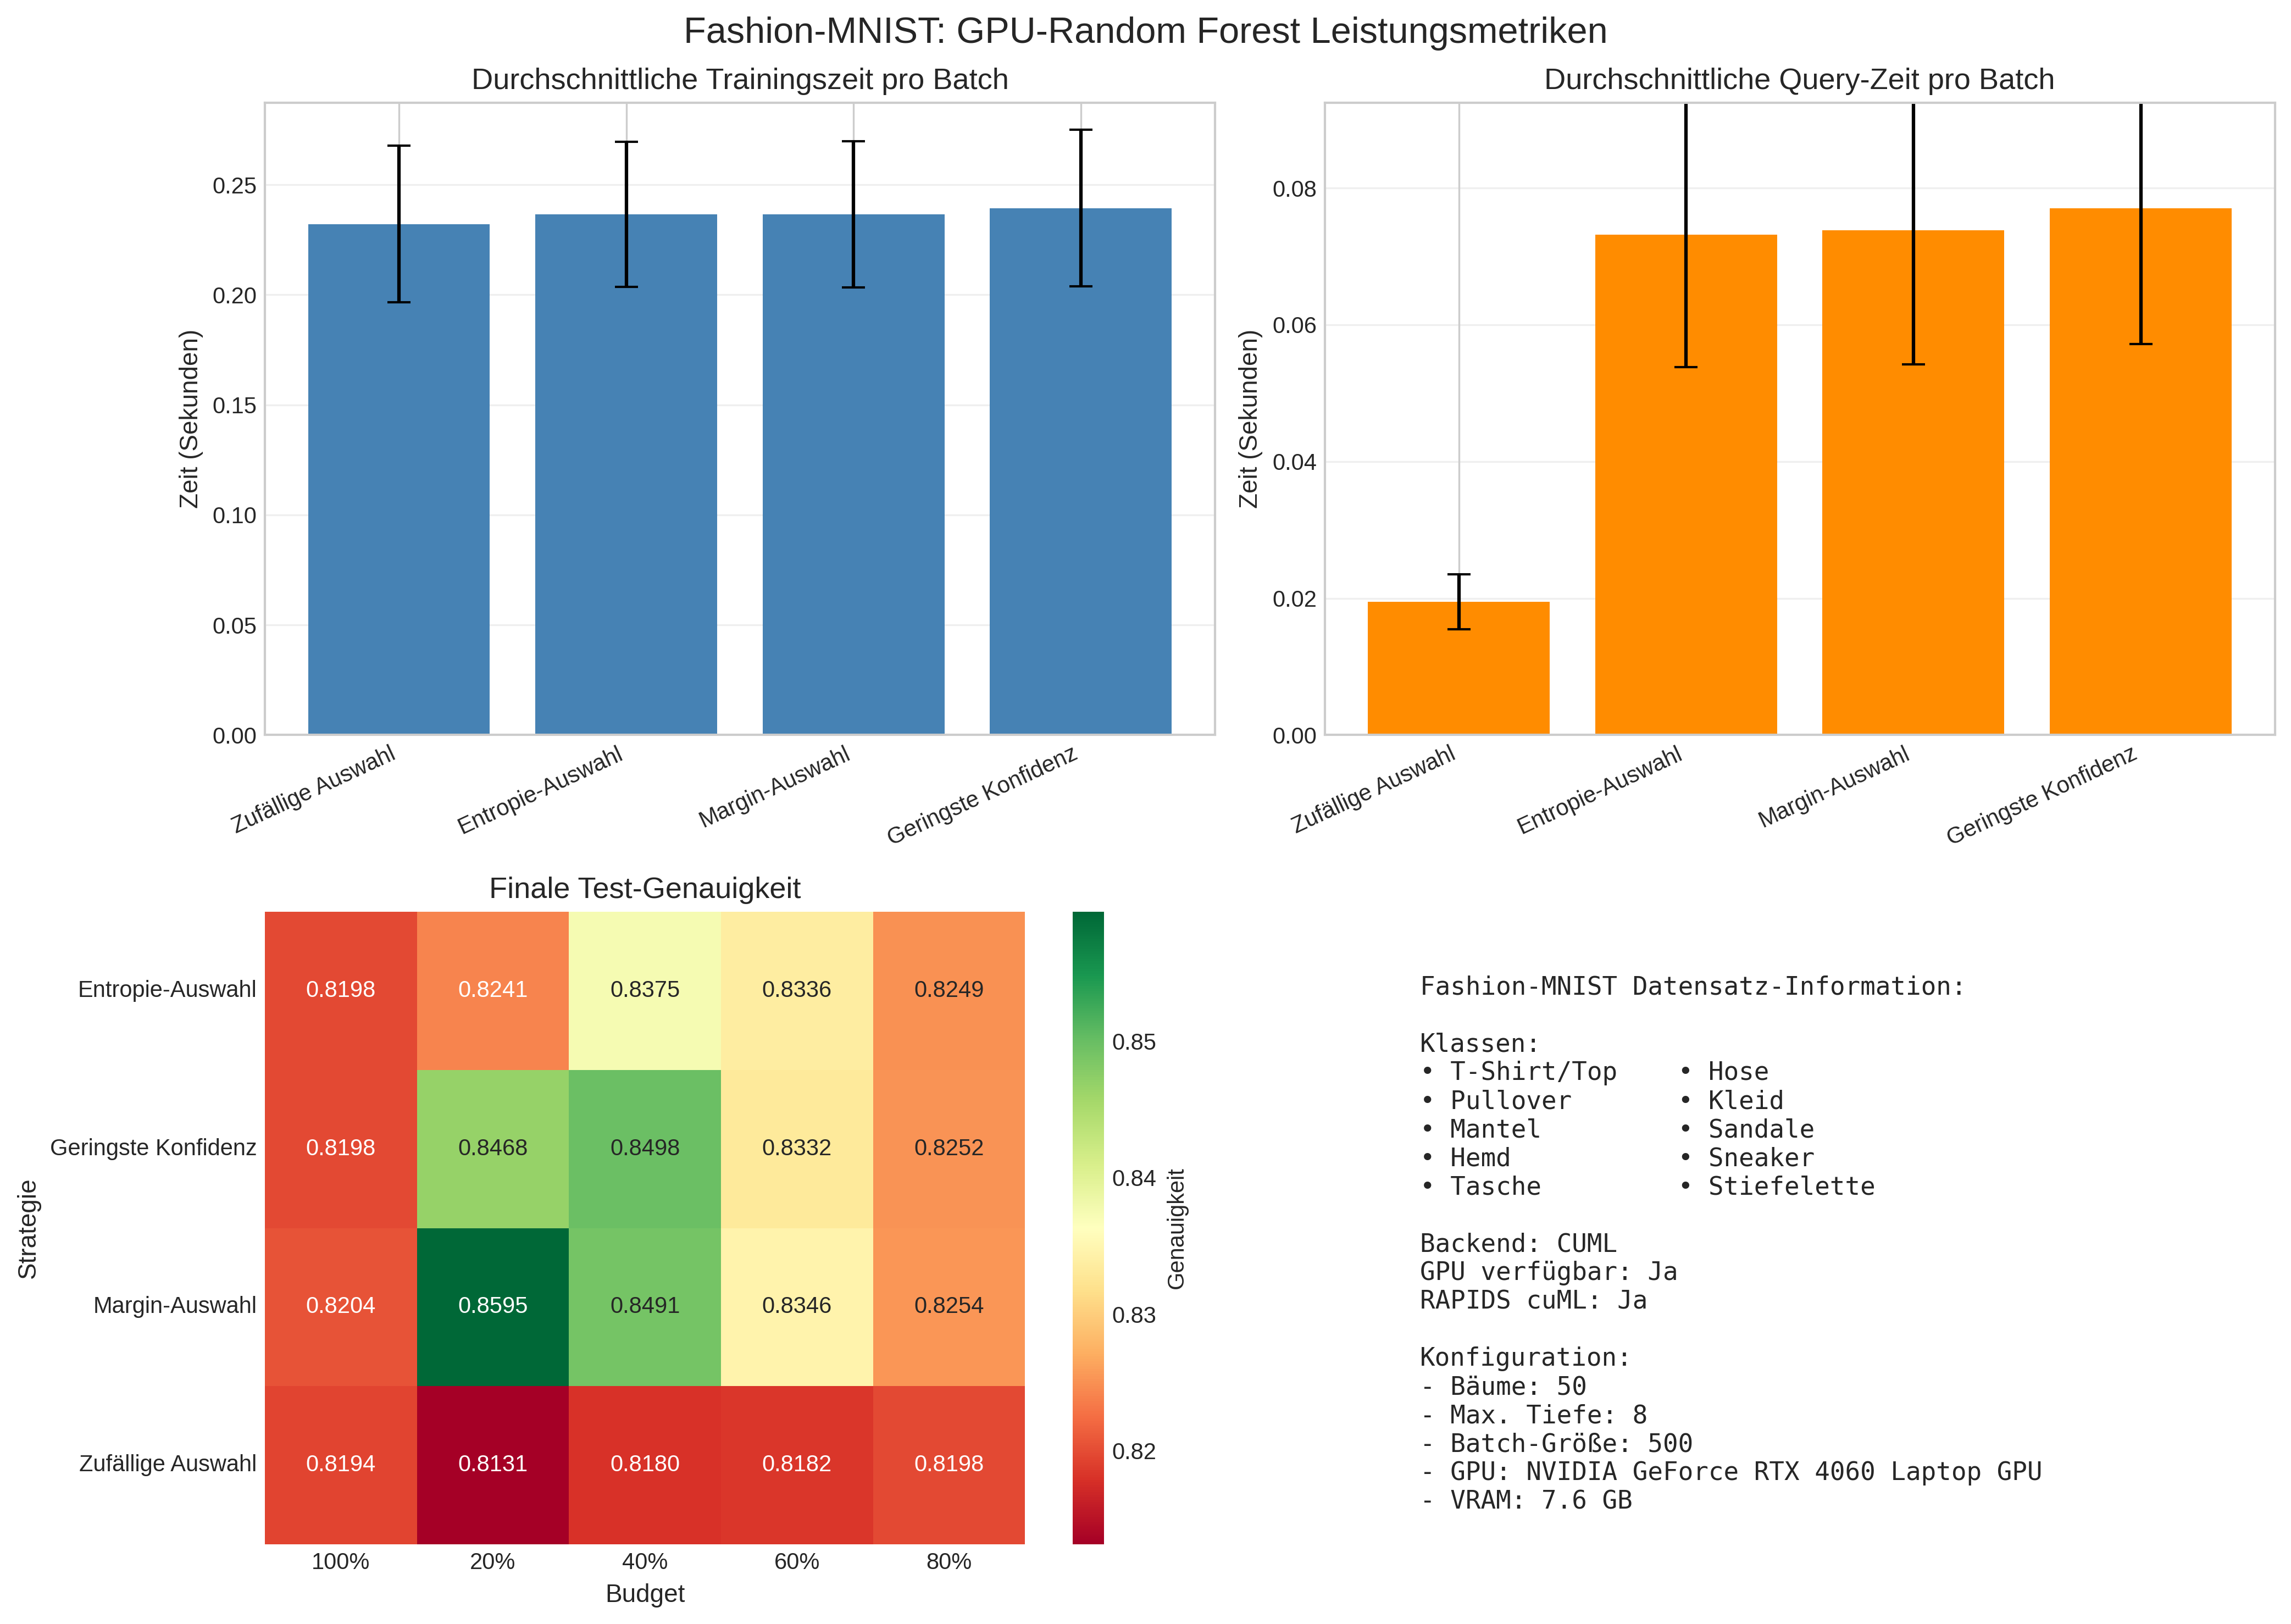 Fashion-MNIST: GPU-Random Forest Leistungsmetriken
Durchschnittliche Trainingszeit pro Batch
Zeit (Sekunden)
0.25
0.20
0.15
0.10
0.05
0.00
Zufällige Auswahl
Entropie-Auswahl
Margin-Auswahl
Geringste Konfidenz
Durchschnittliche Query-Zeit pro Batch
Zeit (Sekunden)
0.08
0.06
0.04
0.02
0.00
Zufällige Auswahl
Entropie-Auswahl
Margin-Auswahl
Geringste Konfidenz
Finale Test-Genauigkeit
Strategie
Entropie-Auswahl 0.8198 0.8241 0.8375 0.8336 0.8249
Geringste Konfidenz 0.8198 0.8468 0.8498 0.8332 0.8252
Margin-Auswahl 0.8204 0.8595 0.8491 0.8346 0.8254
Zufällige Auswahl 0.8194 0.8131 0.8180 0.8182 0.8198
100% 20% 40% 60% 80%
Budget
0.85
0.84
0.83
0.82
Genauigkeit
Fashion-MNIST Datensatz-Information:
Klassen:
• T-Shirt/Top • Hose
• Pullover • Kleid
• Mantel • Sandale
• Hemd • Sneaker
• Tasche • Stiefelette
Backend: CUML
GPU verfügbar: Ja
RAPIDS cuML: Ja
Konfiguration:
- Bäume: 50
- Max. Tiefe: 8
- Batch-Größe: 500
- GPU: NVIDIA GeForce RTX 4060 Laptop GPU
- VRAM: 7.6 GB